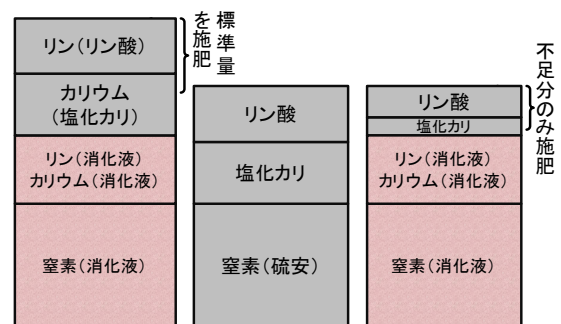 リン(リン酸)
カリウム
(塩化カリ)
リン(消化液)
カリウム(消化液)
窒素(消化液)
標準量
を施肥
リン酸
塩化カリ
窒素(硫安)
リン酸
塩化カリ
リン(消化液)
カリウム(消化液)
窒素(消化液)
不足分のみ施肥